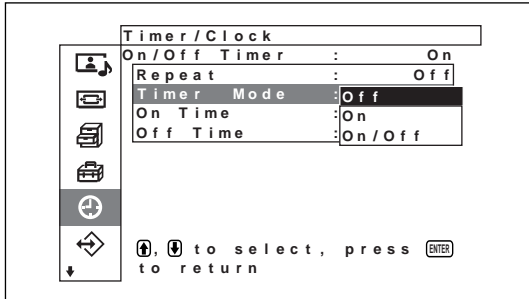 Timer/Clock
On/Off Timer : On
Repeat : Off
Timer Mode : Off
On
On Time :
Off Time : On/Off
, to select, press ENTER
to return